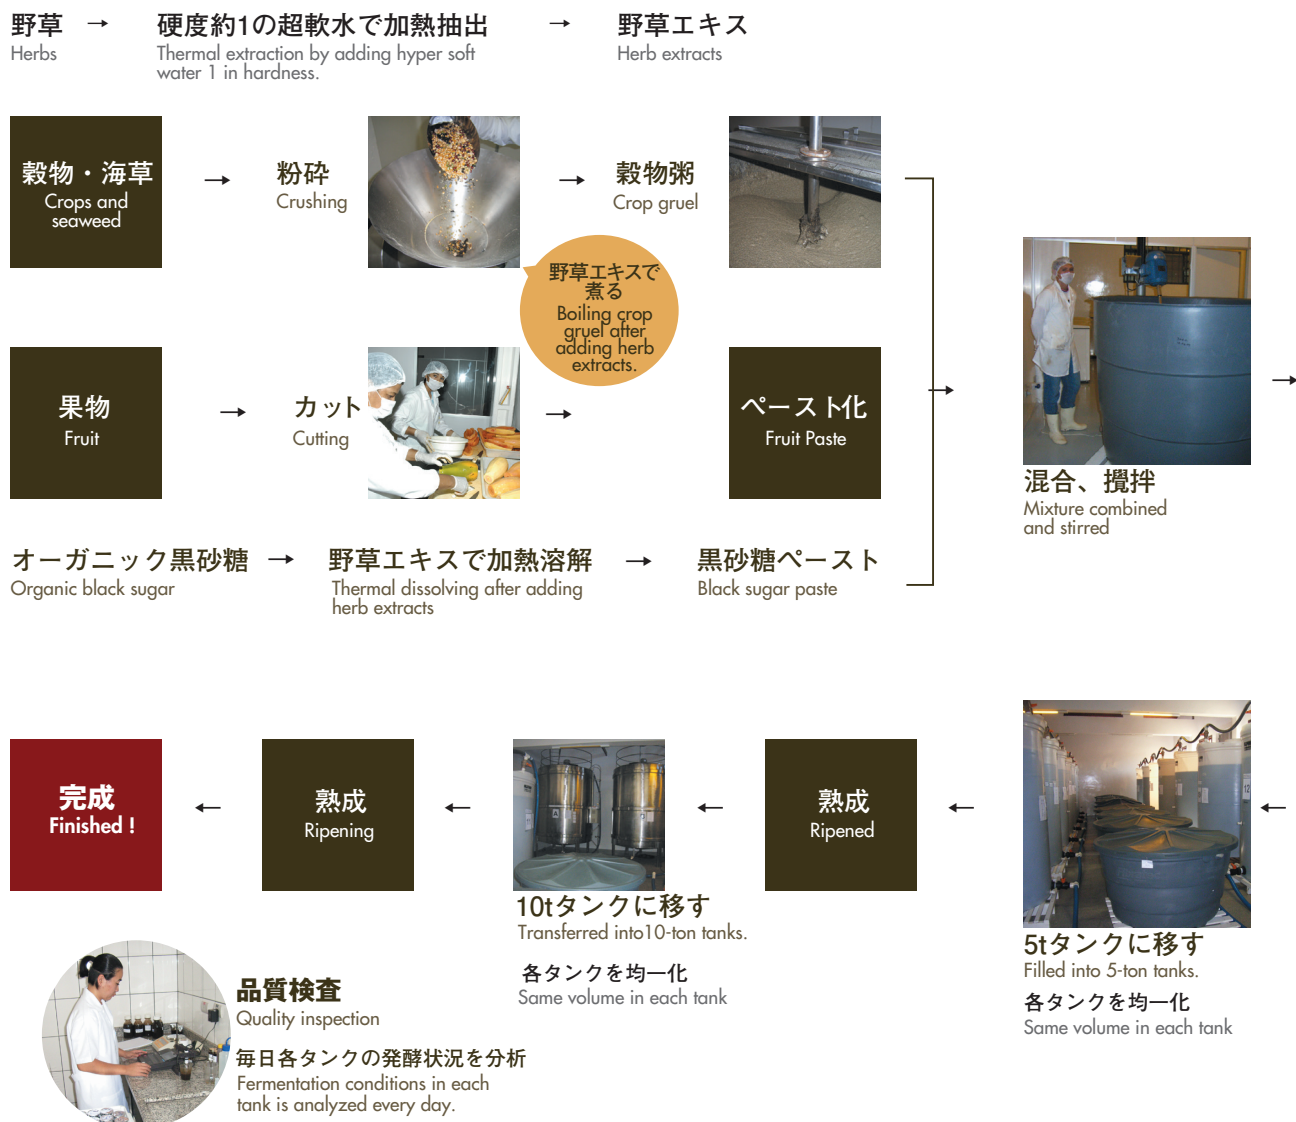 野草 → 硬度約1の超軟水で加熱抽出 → 野草エキス
Herbs
Thermal extraction by adding hyper soft
water 1 in hardness.
Herb extracts
穀物・海草
Crops and
seaweed
→
粉砕
Crushing
→
穀物粥
Crop gruel
野草エキスで
煮る
Boiling crop
gruel after
adding herb
extracts.
果物
Fruit
→
カット
Cutting
→
ペースト化
Fruit Paste
オーガニック黒砂糖 → 野草エキスで加熱溶解 → 黒砂糖ペースト
Organic black sugar
Thermal dissolving after adding
herb extracts
Black sugar paste
→
混合、攪拌
Mixture combined
and stirred
→
←
5tタンクに移す
Filled into 5-ton tanks.
各タンクを均一化
Same volume in each tank
←
熟成
Ripened
←
10tタンクに移す
Transferred into10-ton tanks.
各タンクを均一化
Same volume in each tank
←
熟成
Ripening
←
完成
Finished !
品質検査
Quality inspection
毎日各タンクの発酵状況を分析
Fermentation conditions in each
tank is analyzed every day.